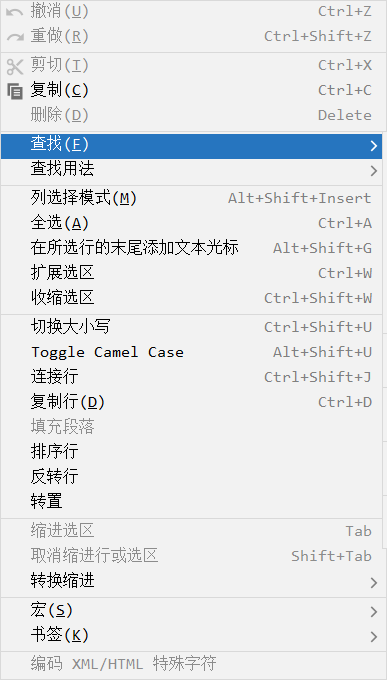 撤消(U) Ctrl+Z
重做(R) Ctrl+Shift+Z
剪切(T) Ctrl+X
复制(C) Ctrl+C
删除(D) Delete
查找(F)
查找用法
列选择模式(M) Alt+Shift+Insert
全选(A) Ctrl+A
在所选行的末尾添加文本光标 Alt+Shift+G
扩展选区 Ctrl+W
收缩选区 Ctrl+Shift+W
切换大小写 Ctrl+Shift+U
Toggle Camel Case Alt+Shift+U
连接行 Ctrl+Shift+J
复制行(D) Ctrl+D
填充段落
排序行
反转行
转置
缩进选区 Tab
取消缩进行或选区 Shift+Tab
转换缩进
宏(S)
书签(K)
编码 XML/HTML 特殊字符